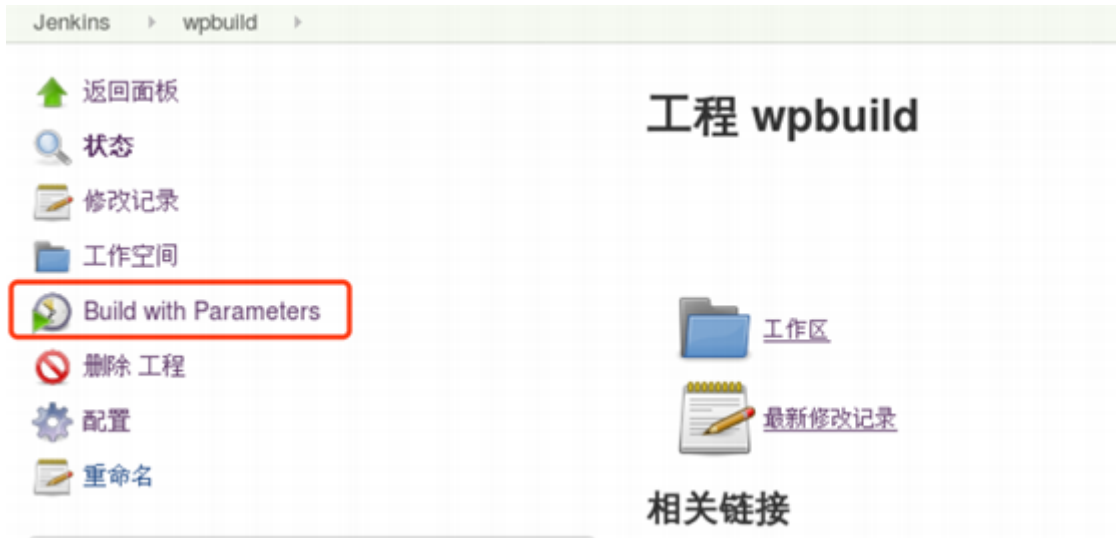 Jenkins wpbuild
返回面板
状态
修改记录
工作空间
Build with Parameters
删除 工程
配置
重命名
工程 wpbuild
工作区
最新修改记录
相关链接